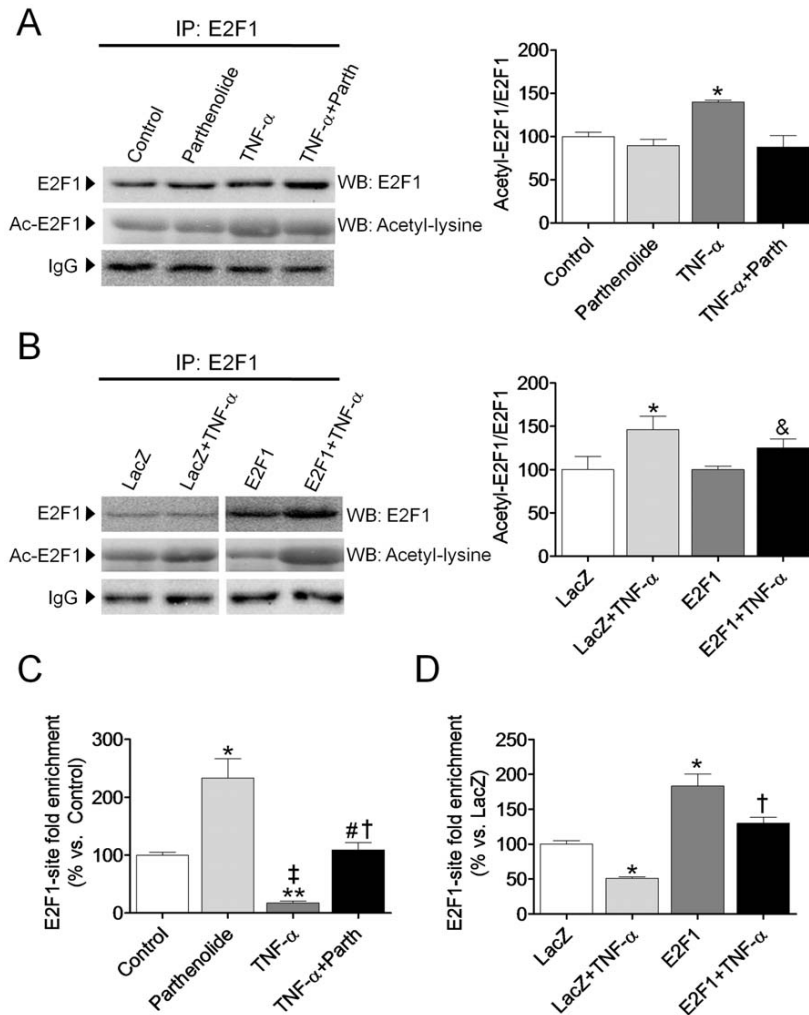 A
IP: E2F1
Control
Parthenolide
TNF-α
TNF-α+Parth
E2F1
WB: E2F1
Ac-E2F1
WB: Acetyl-lysine
IgG
Acetyl-E2F1/E2F1
200
150
100
50
0
*
Control
Parthenolide
TNF-α
TNF-α+Parth
B
IP: E2F1
LacZ
LacZ+TNF-α
E2F1
E2F1+TNF-α
E2F1
WB: E2F1
Ac-E2F1
WB: Acetyl-lysine
IgG
Acetyl-E2F1/E2F1
200
150
100
50
0
*
&
LacZ
LacZ+TNF-α
E2F1
E2F1+TNF-α
C
E2F1-site fold enrichment
(% vs. Control)
300
200
100
0
*
‡
**
#†
Control
Parthenolide
TNF-α
TNF-α+Parth
D
E2F1-site fold enrichment
(% vs. LacZ)
250
200
150
100
50
0
*
*
†
LacZ
LacZ+TNF-α
E2F1
E2F1+TNF-α